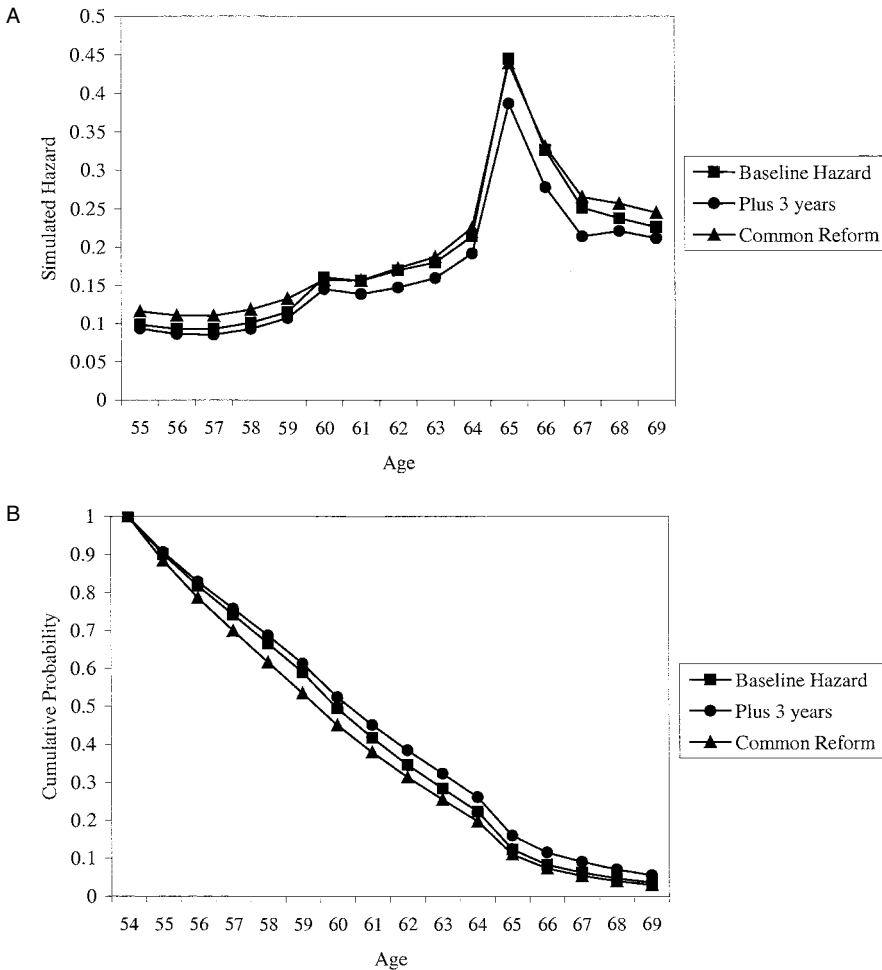 A
0.5
0.45
0.4
0.35
0.3
0.25
0.2
0.15
0.1
0.05
0
Simulated Hazard
55 56 57 58 59 60 61 62 63 64 65 66 67 68 69
Age
Baseline Hazard
Plus 3 years
Common Reform
B
1
0.9
0.8
0.7
0.6
0.5
0.4
0.3
0.2
0.1
0
Cumulative Probability
54 55 56 57 58 59 60 61 62 63 64 65 66 67 68 69
Age
Baseline Hazard
Plus 3 years
Common Reform